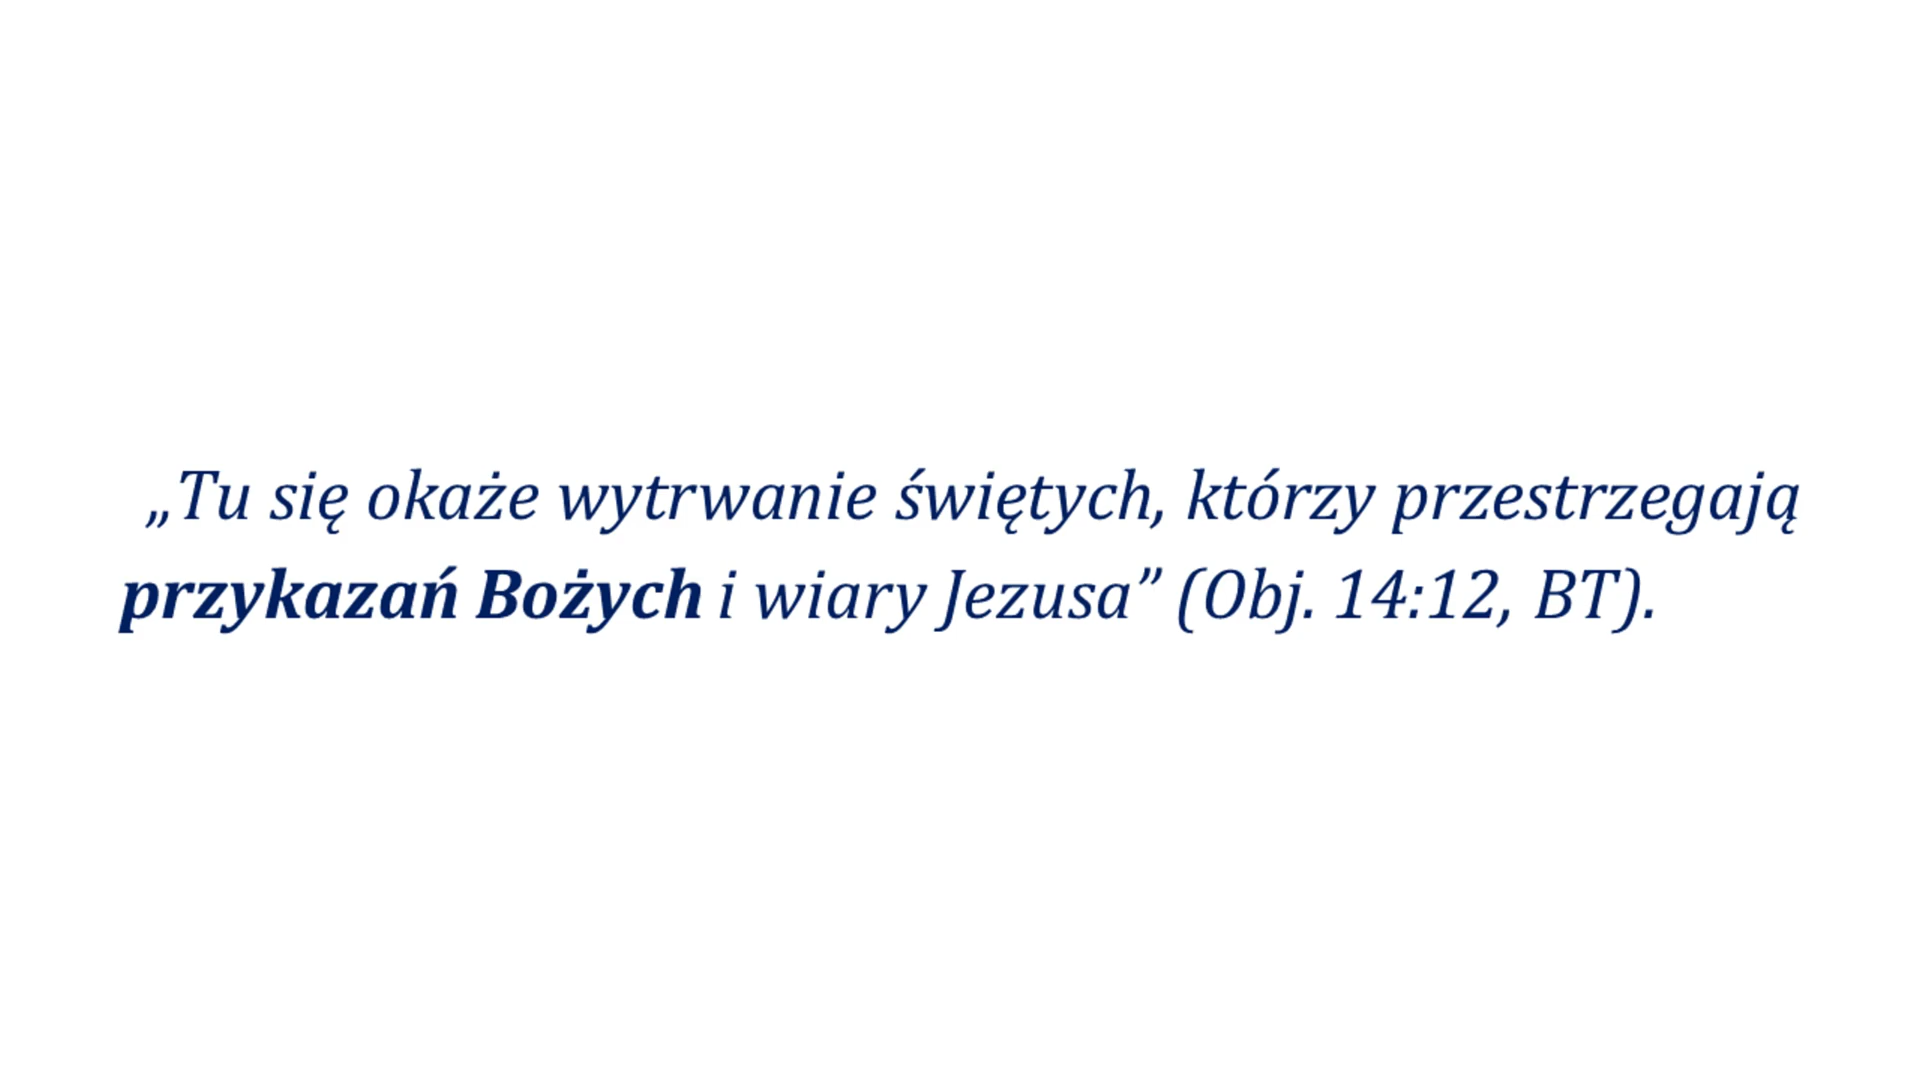 „Tu się okaże wytrwanie świętych, którzy przestrzegają
przykazań Bożych i wiary Jezusa” (Obj. 14:12, BT).